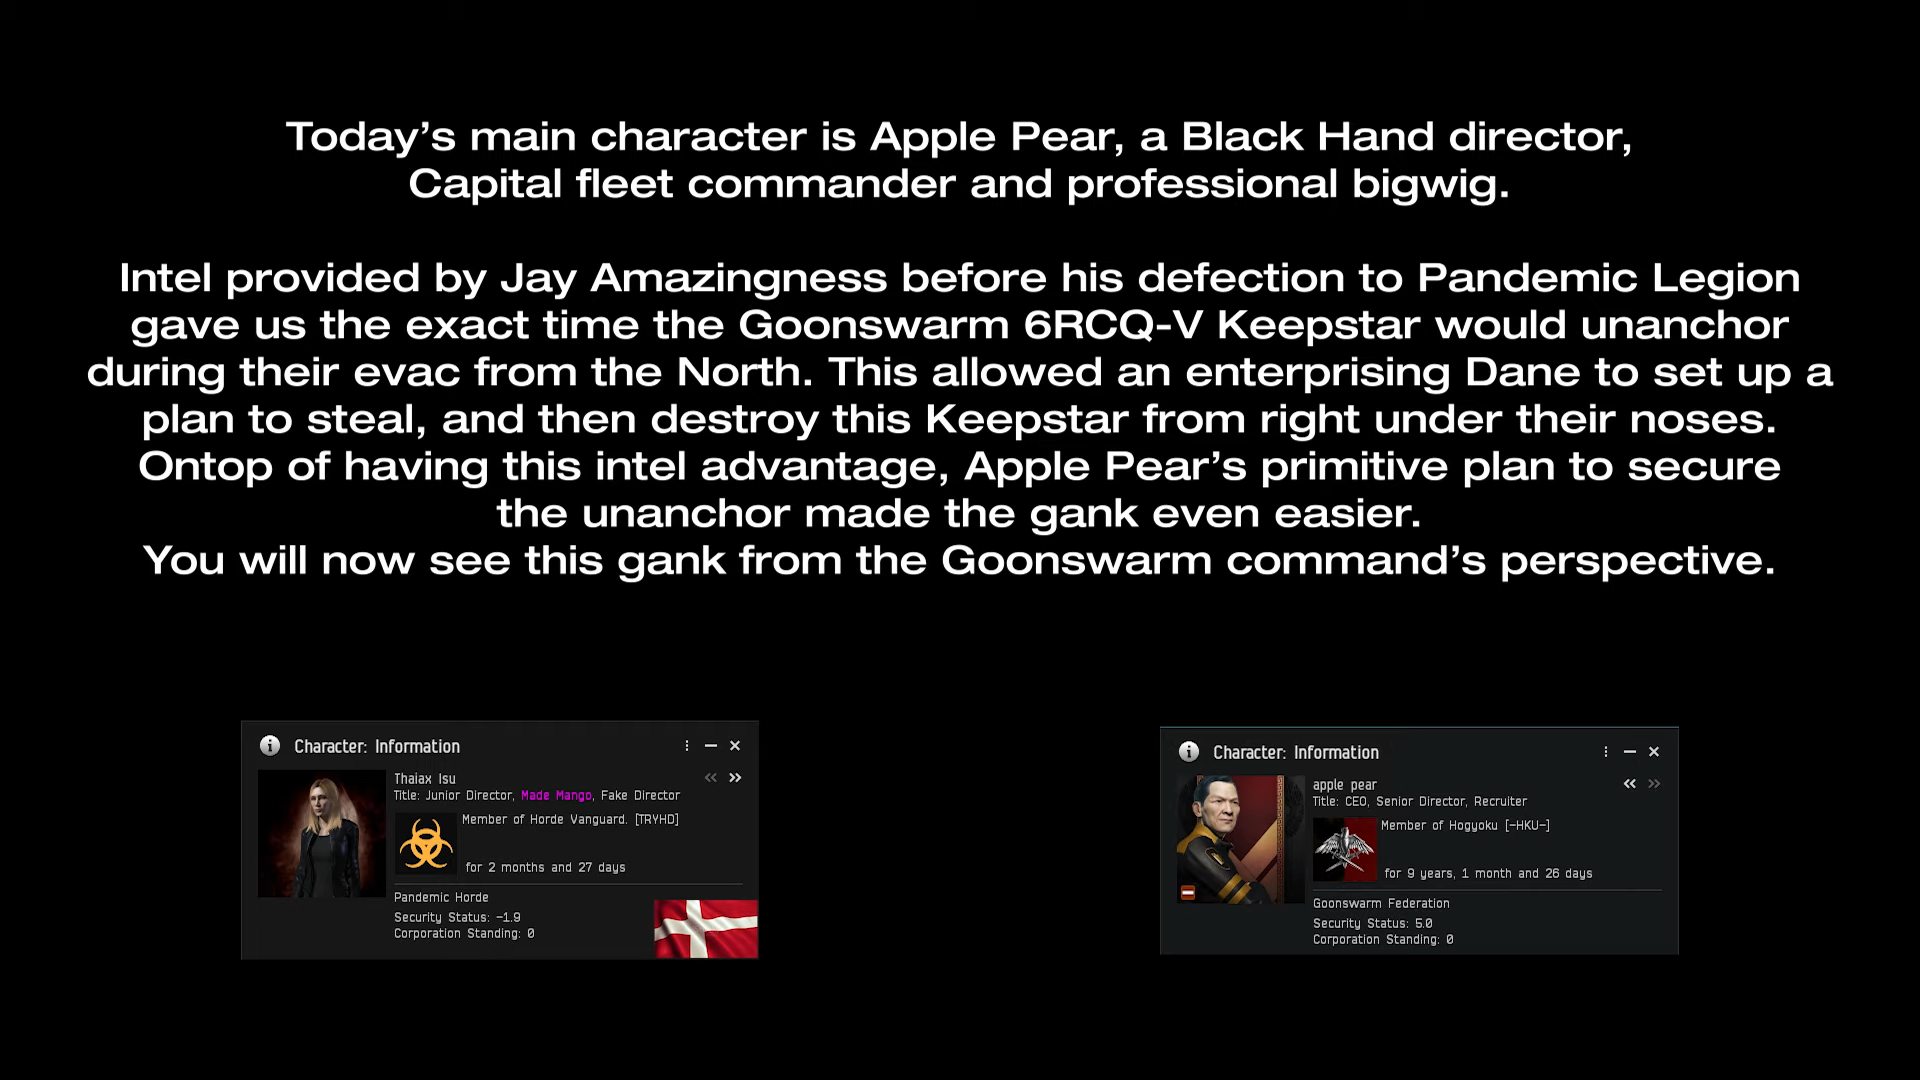 Today’s main character is Apple Pear, a Black Hand director,
Capital fleet commander and professional bigwig.
Intel provided by Jay Amazingness before his defection to Pandemic Legion
gave us the exact time the Goonswarm 6RCQ-V Keepstar would unanchor
during their evac from the North. This allowed an enterprising Dane to set up a
plan to steal, and then destroy this Keepstar from right under their noses.
Ontop of having this intel advantage, Apple Pear’s primitive plan to secure
the unanchor made the gank even easier.
You will now see this gank from the Goonswarm command’s perspective.
Character: Information
Thaiax Isu
Title: Junior Director, Made Mango, Fake Director
Member of Horde Vanguard. [TRYHD]
for 2 months and 27 days
Pandemic Horde
Security Status: -1.9
Corporation Standing: 0
Character: Information
apple pear
Title: CEO, Senior Director, Recruiter
Member of Hogyoku [-HKU-]
for 9 years, 1 month and 26 days
Goonswarm Federation
Security Status: 5.0
Corporation Standing: 0